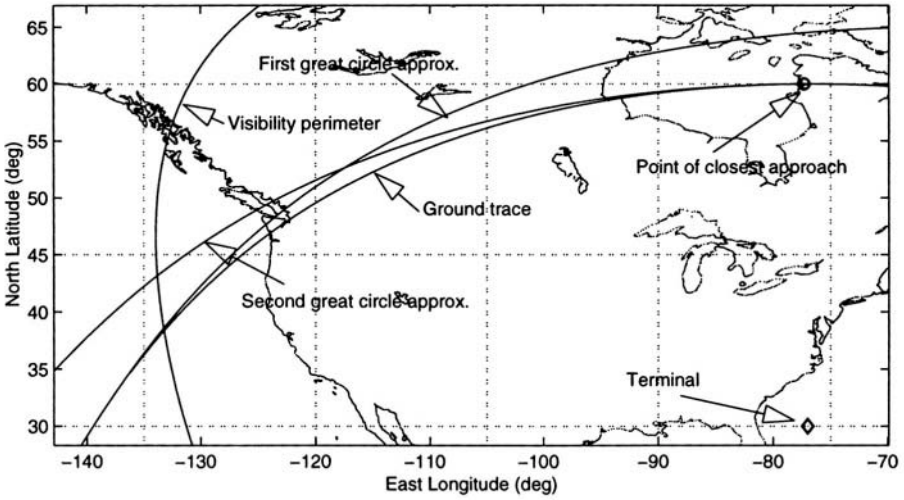 65
60
55
50
45
40
35
30
North Latitude (deg)
First great circle approx.
Visibility perimeter
Point of closest approach
Ground trace
Second great circle approx.
Terminal
−140 −130 −120 −110 −100 −90 −80 −70
East Longitude (deg)